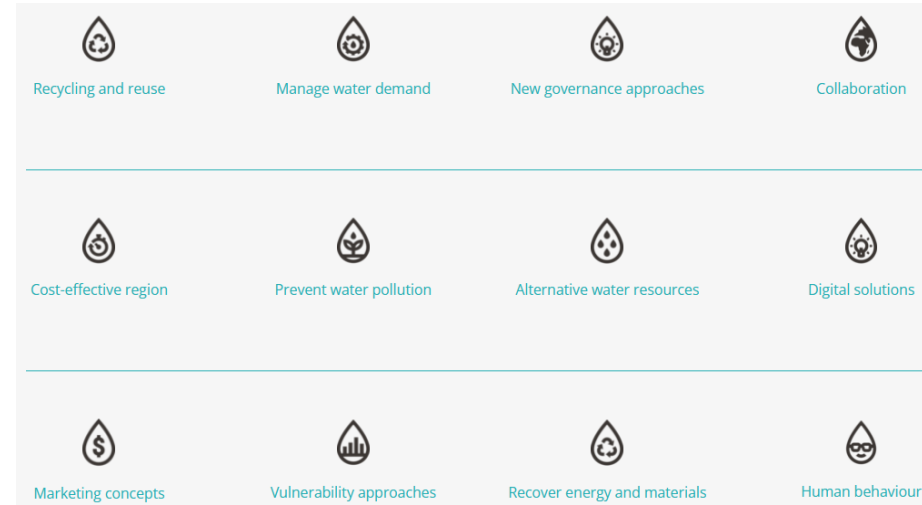 Recycling and reuse
Manage water demand
New governance approaches
Collaboration
Cost-effective region
Prevent water pollution
Alternative water resources
Digital solutions
Marketing concepts
Vulnerability approaches
Recover energy and materials
Human behaviour